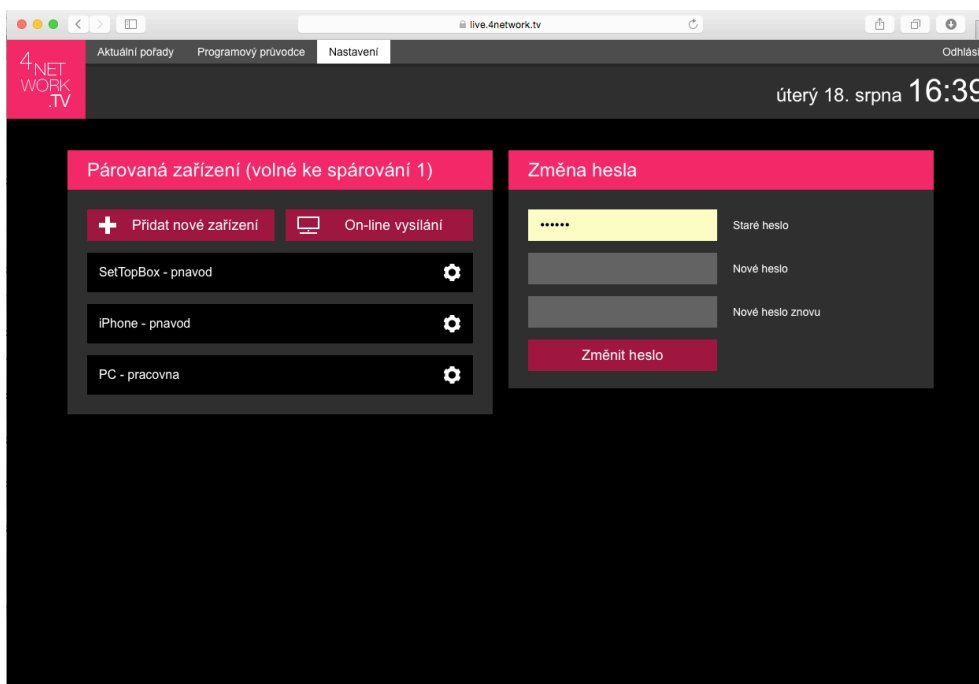 live.4network.tv
4NET
WORK
.TV
Aktuální pořady Programový průvodce Nastavení Odhlási
úterý 18. srpna 16:39
Párovaná zařízení (volné ke spárování 1)
Přidat nové zařízení On-line vysílání
SetTopBox - pnavod
iPhone - pnavod
PC - pracovna
Změna hesla
•••••• Staré heslo
Nové heslo
Nové heslo znovu
Změnit heslo